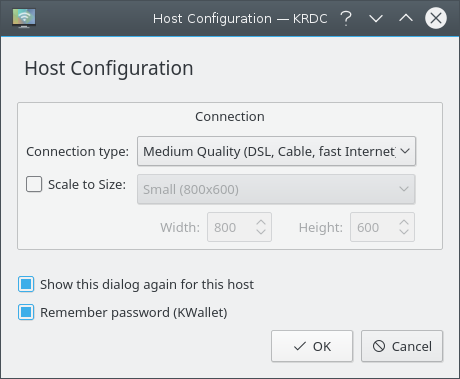 Host Configuration — KRDC
Host Configuration
Connection
Connection type: Medium Quality (DSL, Cable, fast Internet)
Scale to Size: Small (800x600)
Width: 800 Height: 600
Show this dialog again for this host
Remember password (KWallet)
OK Cancel